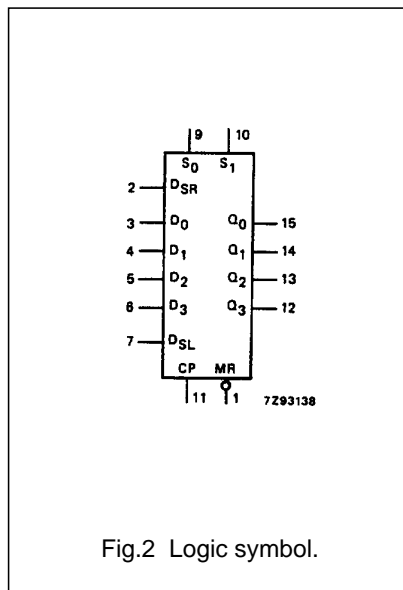 9 10
S0 S1
2 DSR
3 D0 Q0 15
4 D1 Q1 14
5 D2 Q2 13
6 D3 Q3 12
7 DSL
CP MR
11 1 7Z93138
Fig.2 Logic symbol.